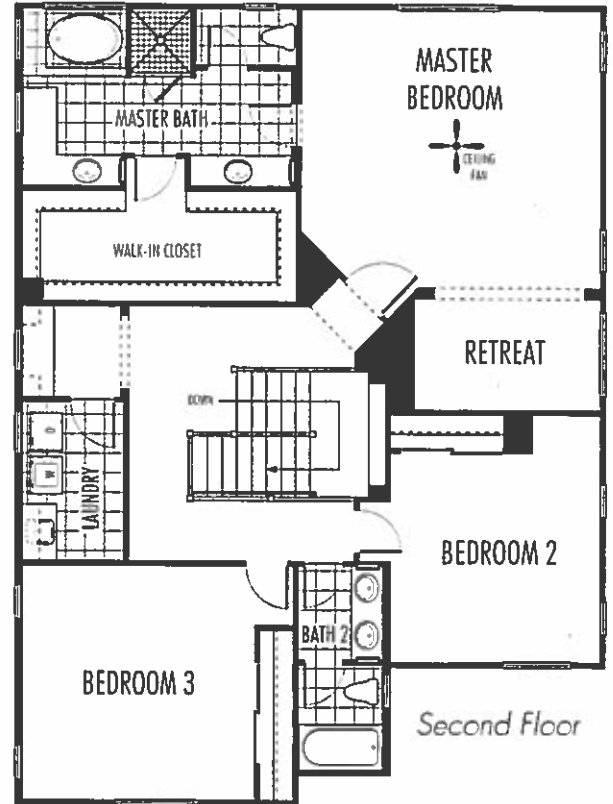 MASTER
BEDROOM
MASTER BATH
CEILING
FAN
WALK-IN CLOSET
RETREAT
DOWN
D
W
LAUNDRY
BEDROOM 2
BATH 2
BEDROOM 3
Second Floor